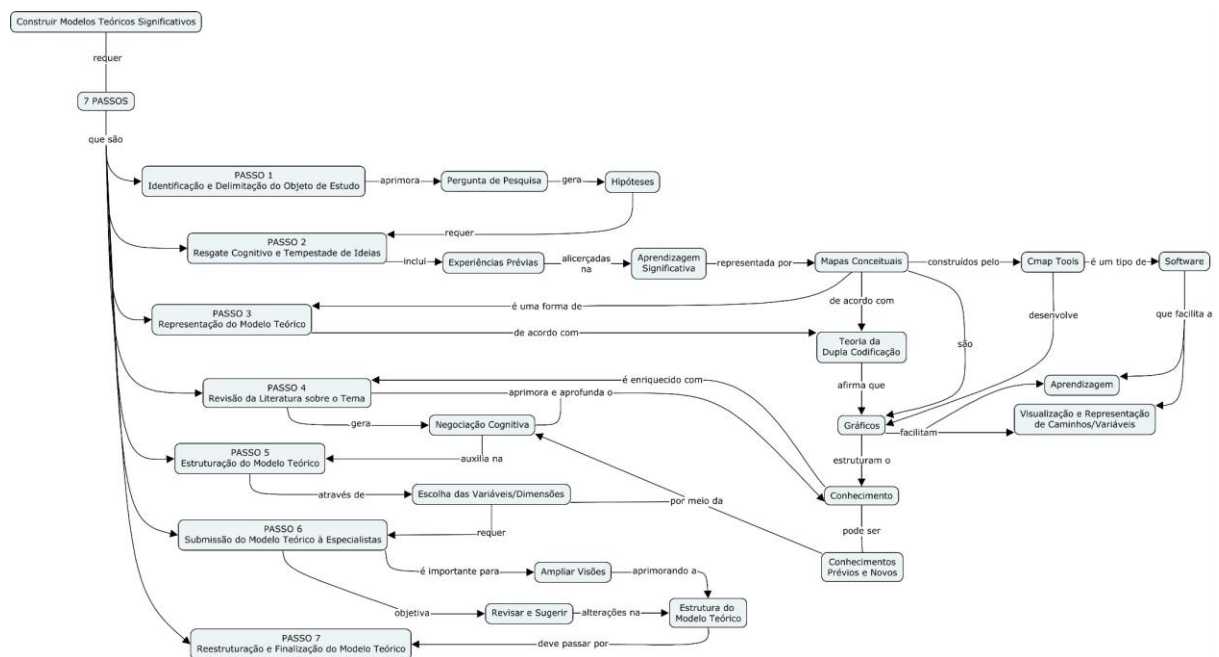 Construir Modelos Teóricos Significativos
requer
7 PASSOS
que são
PASSO 1
Identificação e Delimitação do Objeto de Estudo
aprimora
Pergunta de Pesquisa
gera
Hipóteses
requer
PASSO 2
Resgate Cognitivo e Tempestade de Ideias
inclui
Experiências Prévias
alicerçadas
na
Aprendizagem
Significativa
representada por
Mapas Conceituais
construídos pelo
Cmap Tools
é um tipo de
Software
é uma forma de
de acordo com
desenvolve
que facilita a
PASSO 3
Representação do Modelo Teórico
de acordo com
Teoria da
Dupla Codificação
são
afirma que
PASSO 4
Revisão da Literatura sobre o Tema
é enriquecido com
aprimora e aprofunda o
Aprendizagem
gera
Negociação Cognitiva
Gráficos
facilitam
Visualização e Representação
de Caminhos/Variáveis
PASSO 5
Estruturação do Modelo Teórico
auxilia na
estruturam o
através de
Escolha das Variáveis/Dimensões
por meio da
Conhecimento
requer
pode ser
PASSO 6
Submissão do Modelo Teórico à Especialistas
Conhecimentos
Prévios e Novos
é importante para
Ampliar Visões
aprimorando a
objetiva
Revisar e Sugerir
alterações na
Estrutura do
Modelo Teórico
deve passar por
PASSO 7
Reestruturação e Finalização do Modelo Teórico